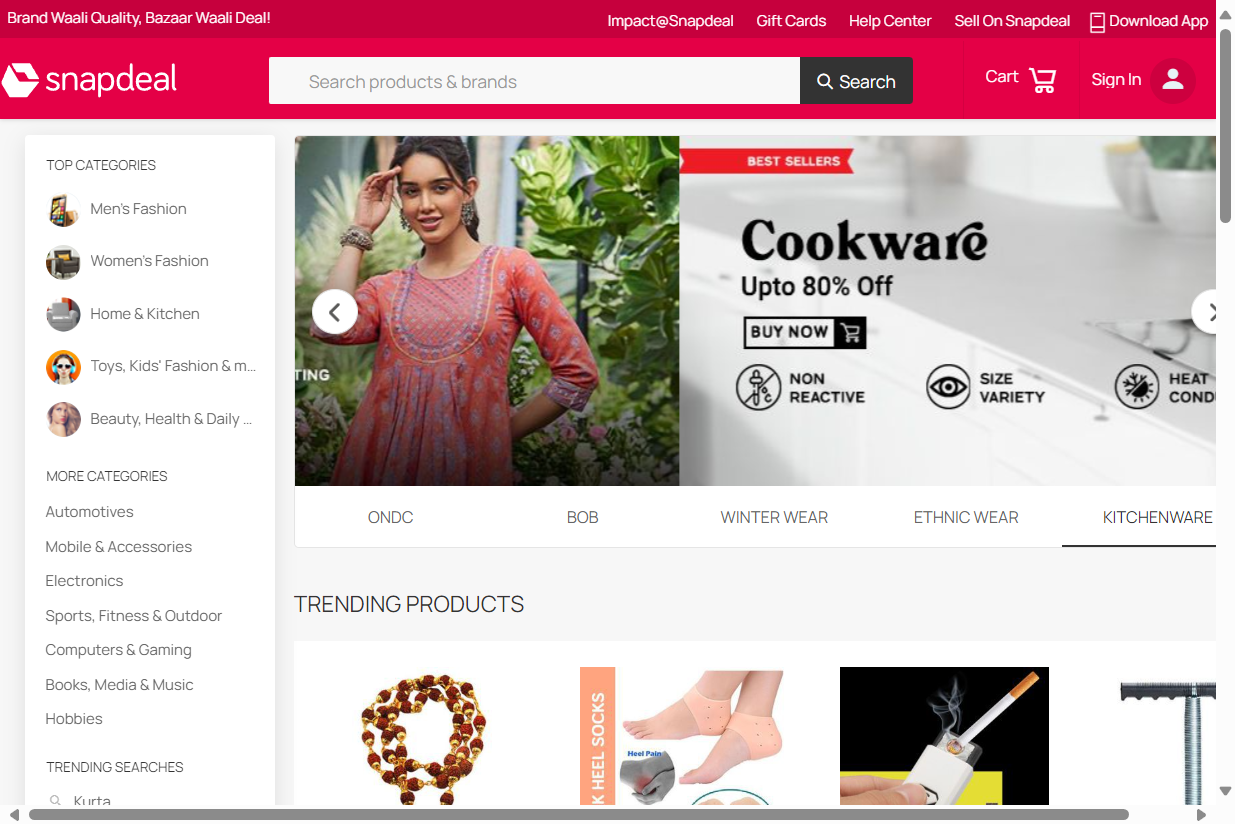 Brand Waali Quality, Bazaar Waali Deal!
Impact@Snapdeal
Gift Cards
Help Center
Sell On Snapdeal
Download App
snapdeal
Search products & brands
Search
Cart
Sign In
TOP CATEGORIES
Men's Fashion
Women's Fashion
Home & Kitchen
Toys, Kids' Fashion & m...
Beauty, Health & Daily ...
MORE CATEGORIES
Automotives
Mobile & Accessories
Electronics
Sports, Fitness & Outdoor
Computers & Gaming
Books, Media & Music
Hobbies
TRENDING SEARCHES
Kurta
TING
BEST SELLERS
Cookware
Upto 80% Off
BUY NOW
NON
REACTIVE
SIZE
VARIETY
HEAT
COND
ONDC
BOB
WINTER WEAR
ETHNIC WEAR
KITCHENWARE
TRENDING PRODUCTS
K HEEL SOCKS
Heel Pain